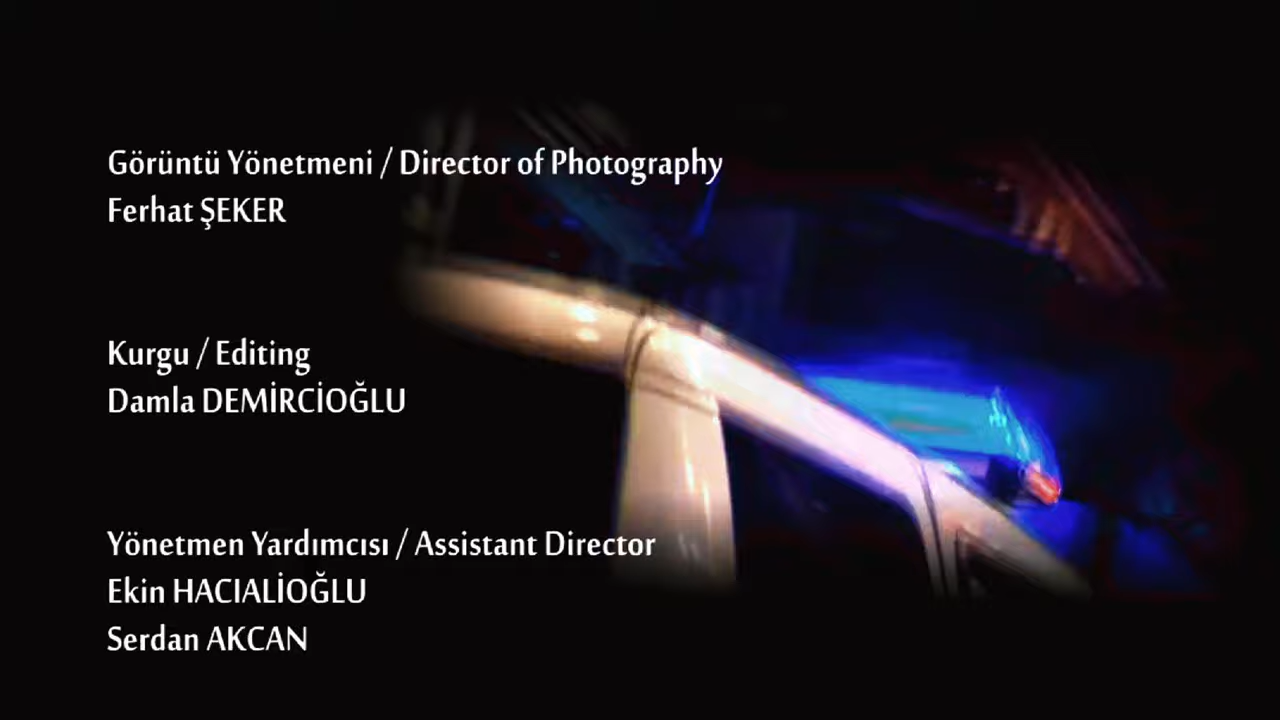 Görüntü Yönetmeni / Director of Photography
Ferhat ŞEKER
Kurgu / Editing
Damla DEMİRCİOĞLU
Yönetmen Yardımcısı / Assistant Director
Ekin HACIALİOĞLU
Serdan AKCAN